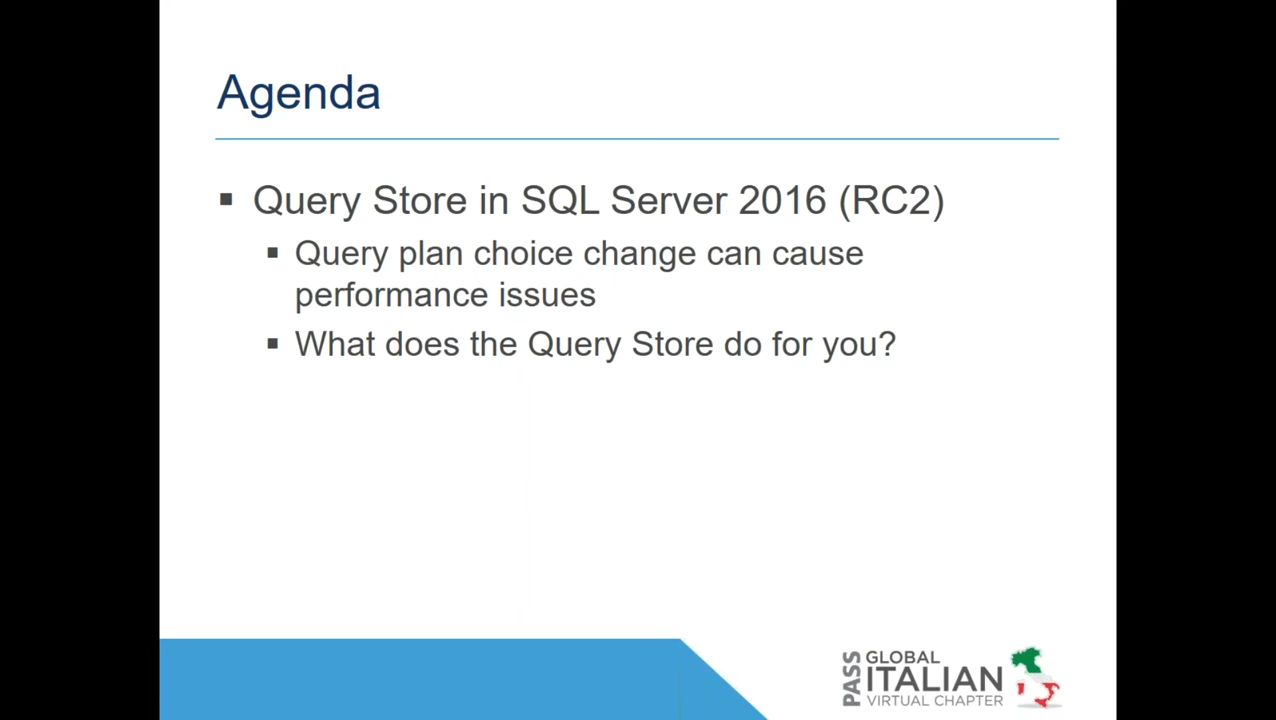 Agenda
Query Store in SQL Server 2016 (RC2)
Query plan choice change can cause
performance issues
What does the Query Store do for you?
PASS
GLOBAL
ITALIAN
VIRTUAL CHAPTER